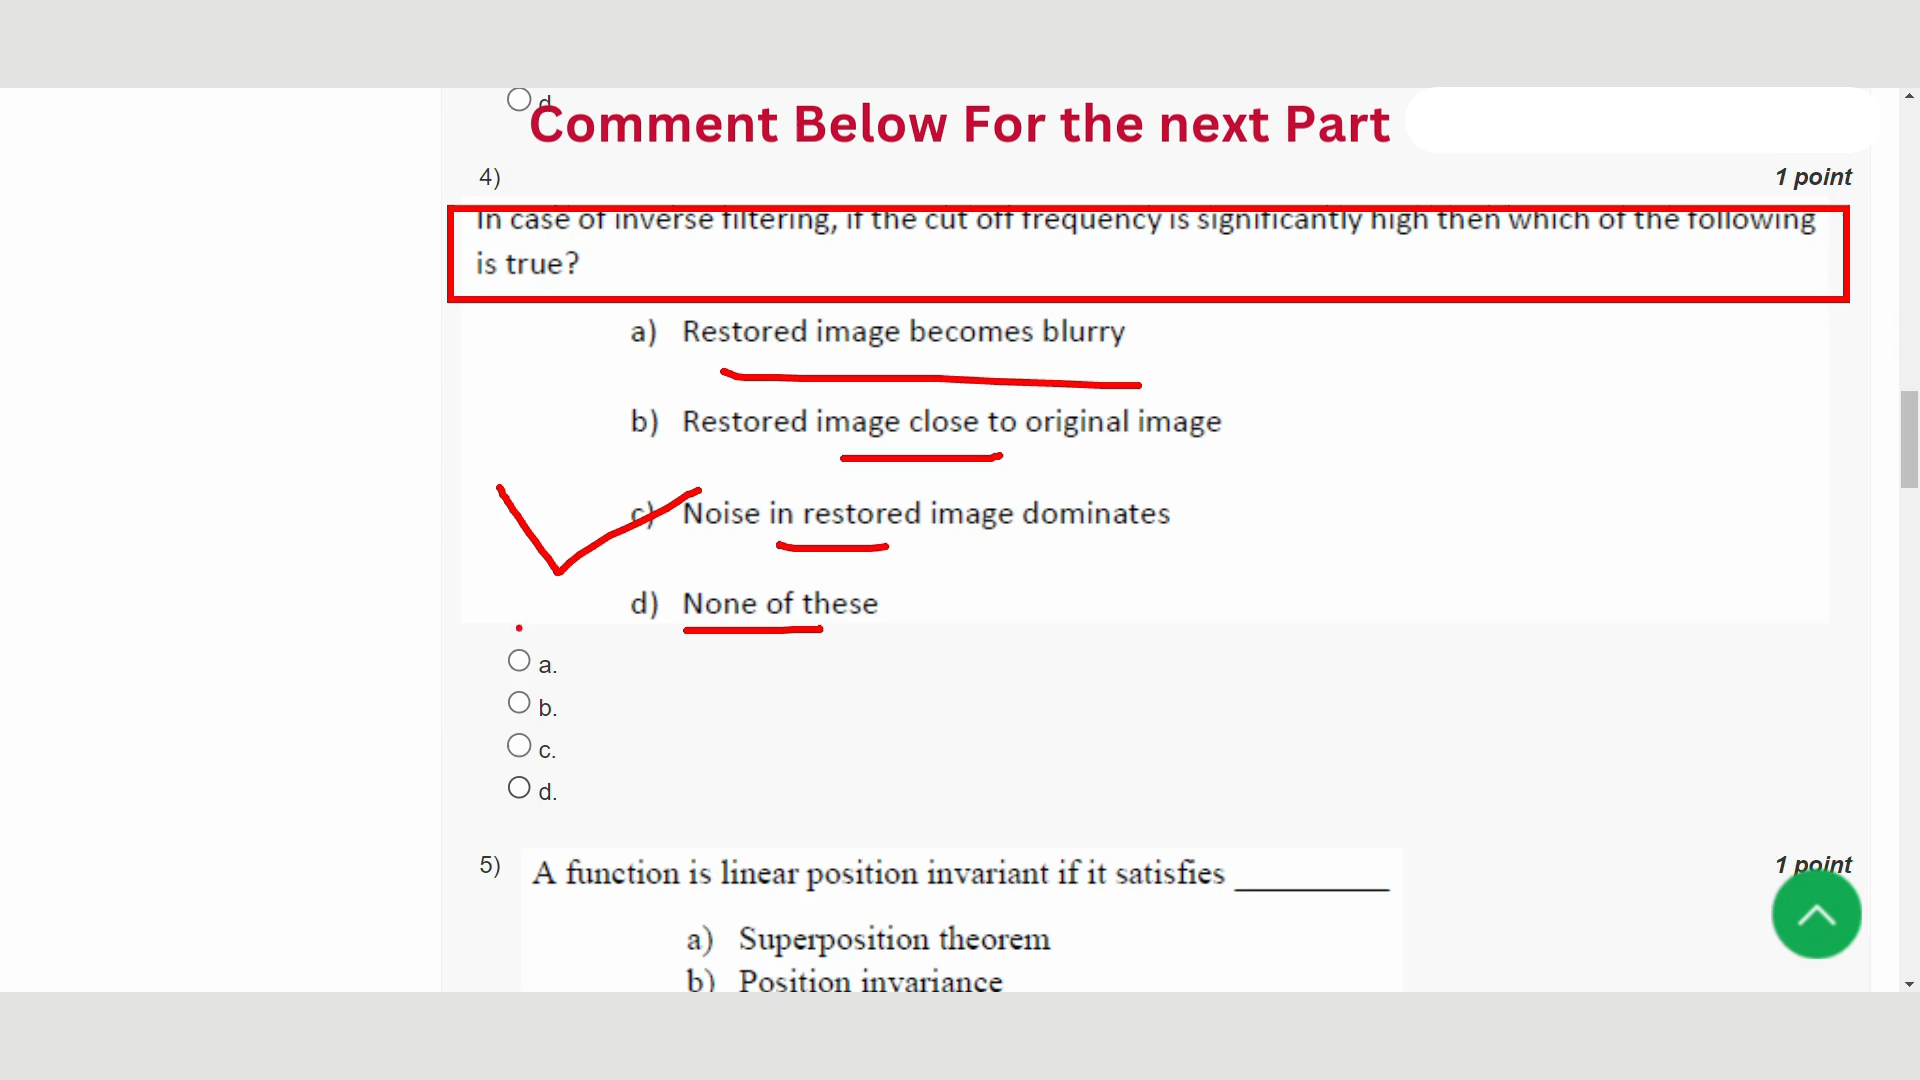 d.
Comment Below For the next Part
4)
1 point
In case of inverse filtering, if the cut off frequency is significantly high then which of the following
is true?
a) Restored image becomes blurry
b) Restored image close to original image
c) Noise in restored image dominates
d) None of these
a.
b.
c.
d.
5)
1 point
A function is linear position invariant if it satisfies __________
a) Superposition theorem
b) Position invariance